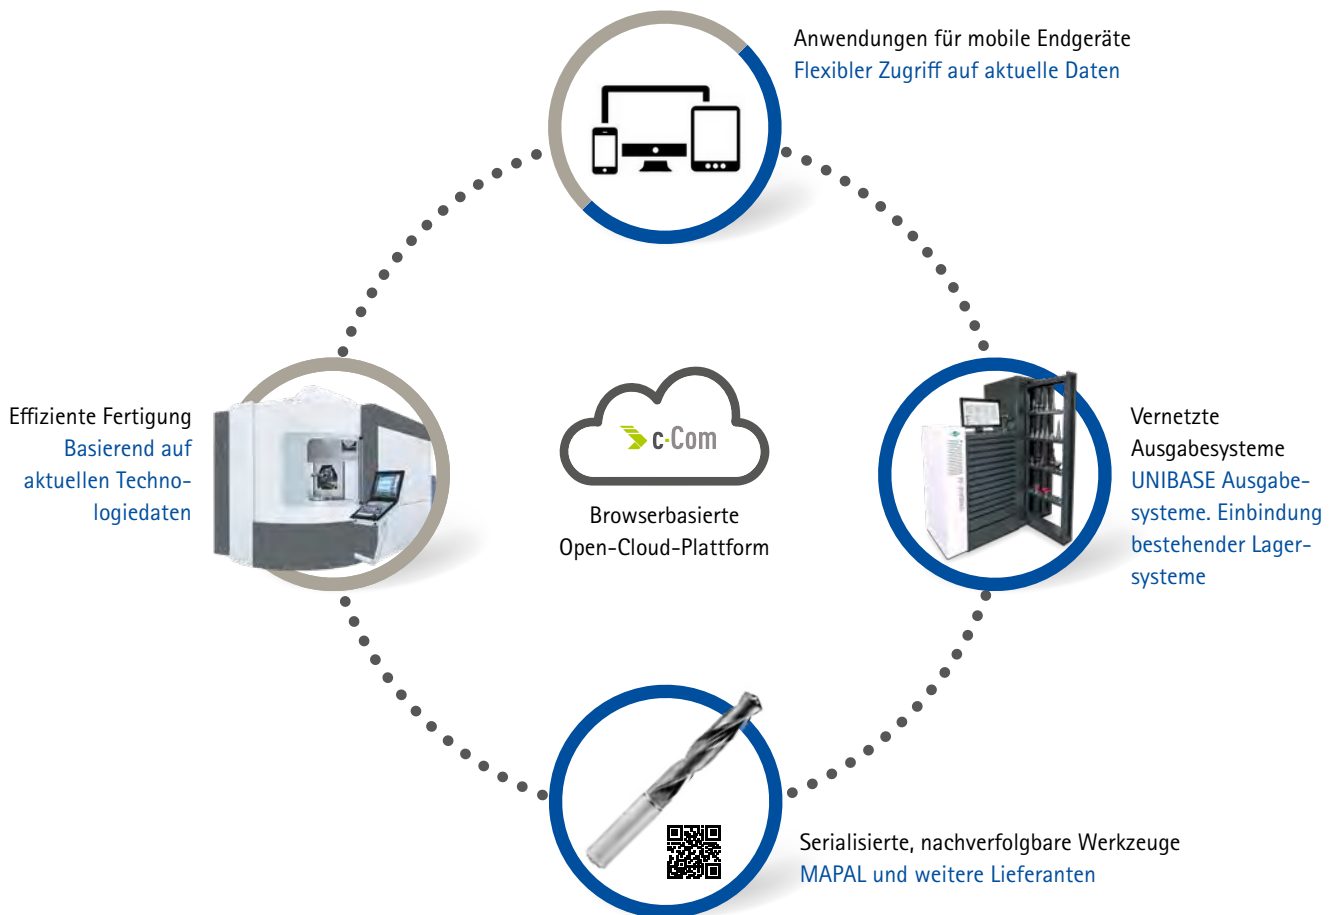 Anwendungen für mobile Endgeräte
Flexibler Zugriff auf aktuelle Daten
Effiziente Fertigung
Basierend auf
aktuellen Techno-
logiedaten
c-Com
Browserbasierte
Open-Cloud-Plattform
Vernetzte
Ausgabesysteme
UNIBASE Ausgabe-
systeme. Einbindung
bestehender Lager-
systeme
Serialisierte, nachverfolgbare Werkzeuge
MAPAL und weitere Lieferanten